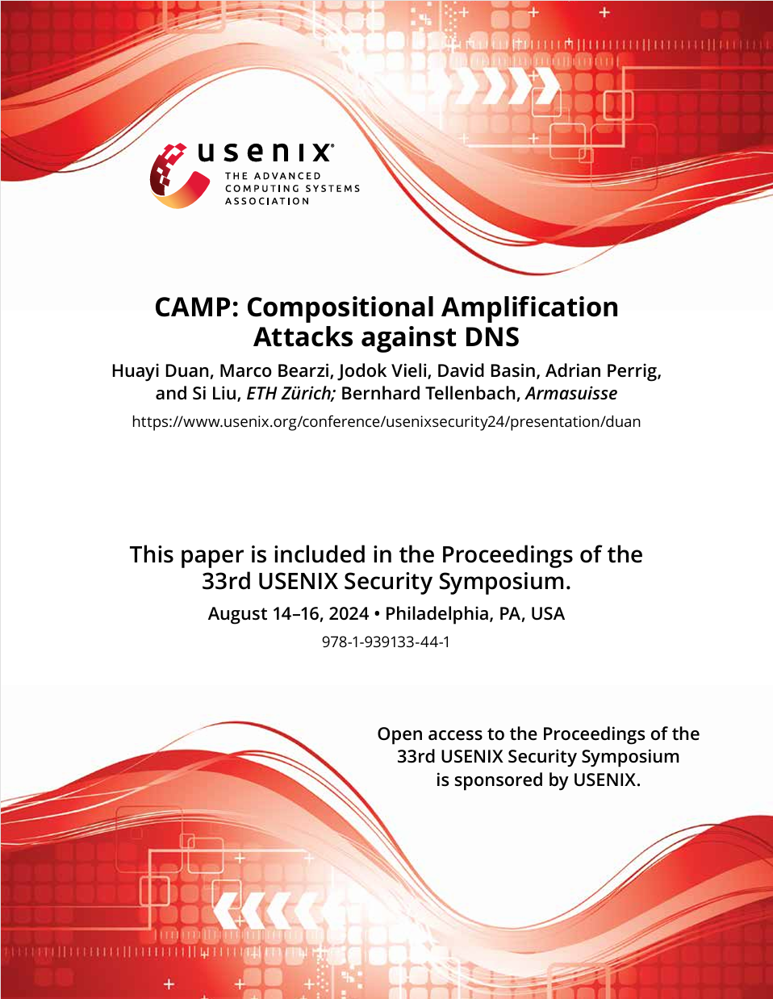 usenix®
THE ADVANCED
COMPUTING SYSTEMS
ASSOCIATION
CAMP: Compositional Amplification
Attacks against DNS
Huayi Duan, Marco Bearzi, Jodok Vieli, David Basin, Adrian Perrig,
and Si Liu, ETH Zürich; Bernhard Tellenbach, Armasuisse
https://www.usenix.org/conference/usenixsecurity24/presentation/duan
This paper is included in the Proceedings of the
33rd USENIX Security Symposium.
August 14–16, 2024 • Philadelphia, PA, USA
978-1-939133-44-1
Open access to the Proceedings of the
33rd USENIX Security Symposium
is sponsored by USENIX.